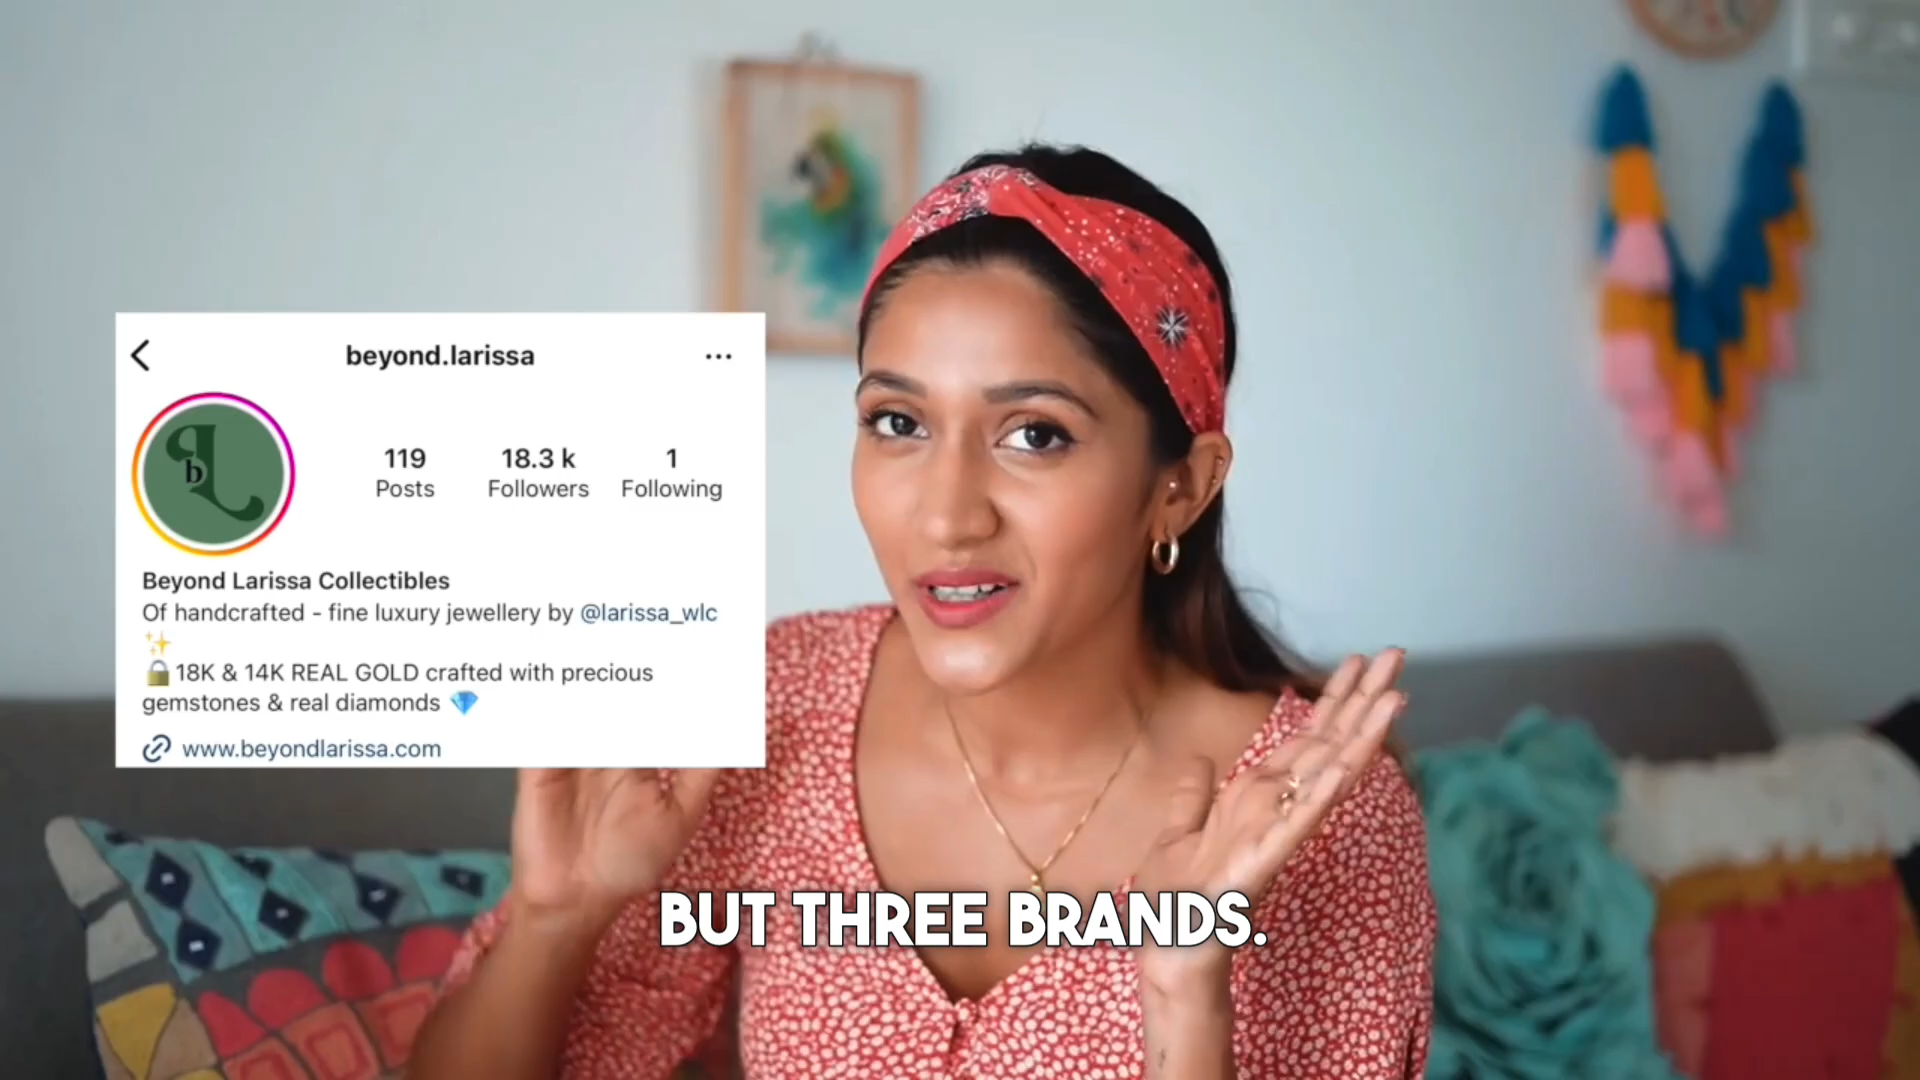 beyond.larissa
bL
119
Posts
18.3 k
Followers
1
Following
Beyond Larissa Collectibles
Of handcrafted - fine luxury jewellery by @larissa_wlc
✨
🔒18K & 14K REAL GOLD crafted with precious
gemstones & real diamonds 💎
www.beyondlarissa.com
BUT THREE BRANDS.